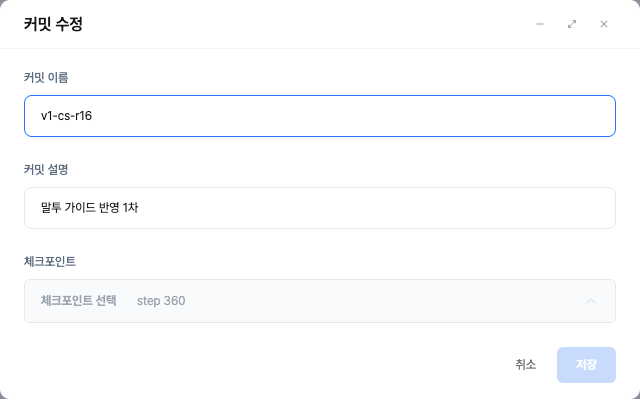 커밋 수정
커밋 이름
v1-cs-r16
커밋 설명
말투 가이드 반영 1차
체크포인트
체크포인트 선택 step 360
취소 저장